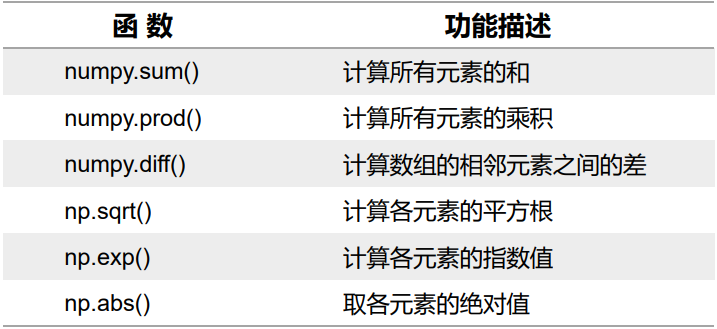 函 数 功能描述
numpy.sum() 计算所有元素的和
numpy.prod() 计算所有元素的乘积
numpy.diff() 计算数组的相邻元素之间的差
np.sqrt() 计算各元素的平方根
np.exp() 计算各元素的指数值
np.abs() 取各元素的绝对值